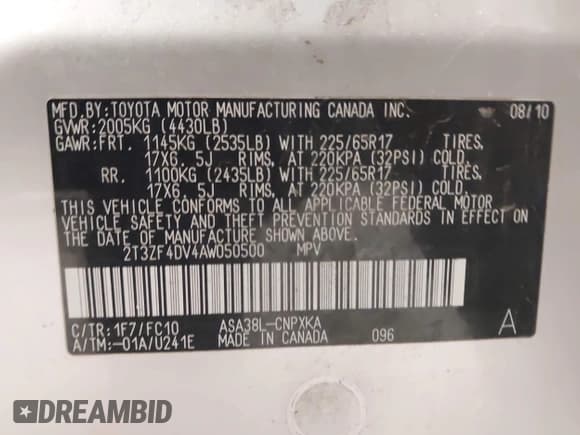 MFD.BY:TOYOTA MOTOR MANUFACTURING CANADA INC. 08/10
GVWR:2005KG (4430LB)
GAWR:FRT. 1145KG (2535LB) WITH 225/65R17 TIRES,
17X6.5J RIMS, AT 220KPA (32PSI) COLD.
RR. 1100KG (2435LB) WITH 225/65R17 TIRES,
17X6.5J RIMS, AT 220KPA (32PSI) COLD.
THIS VEHICLE CONFORMS TO ALL APPLICABLE FEDERAL MOTOR
VEHICLE SAFETY AND THEFT PREVENTION STANDARDS IN EFFECT ON
THE DATE OF MANUFACTURE SHOWN ABOVE.
2T3ZF4DV4AW050500 MPV
C/TR:1F7/FC10 ASA38L-CNPXKA A
A/TM:-01A/U241E MADE IN CANADA 096
DREAMBID